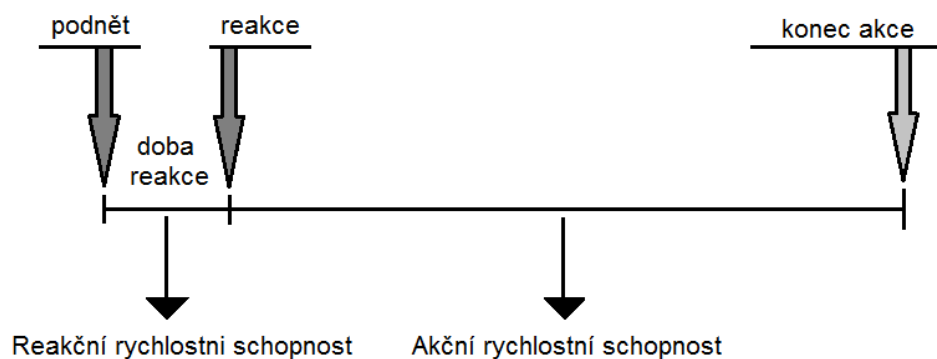 podnět
reakce
konec akce
doba
reakce
Reakční rychlostni schopnost
Akční rychlostní schopnost